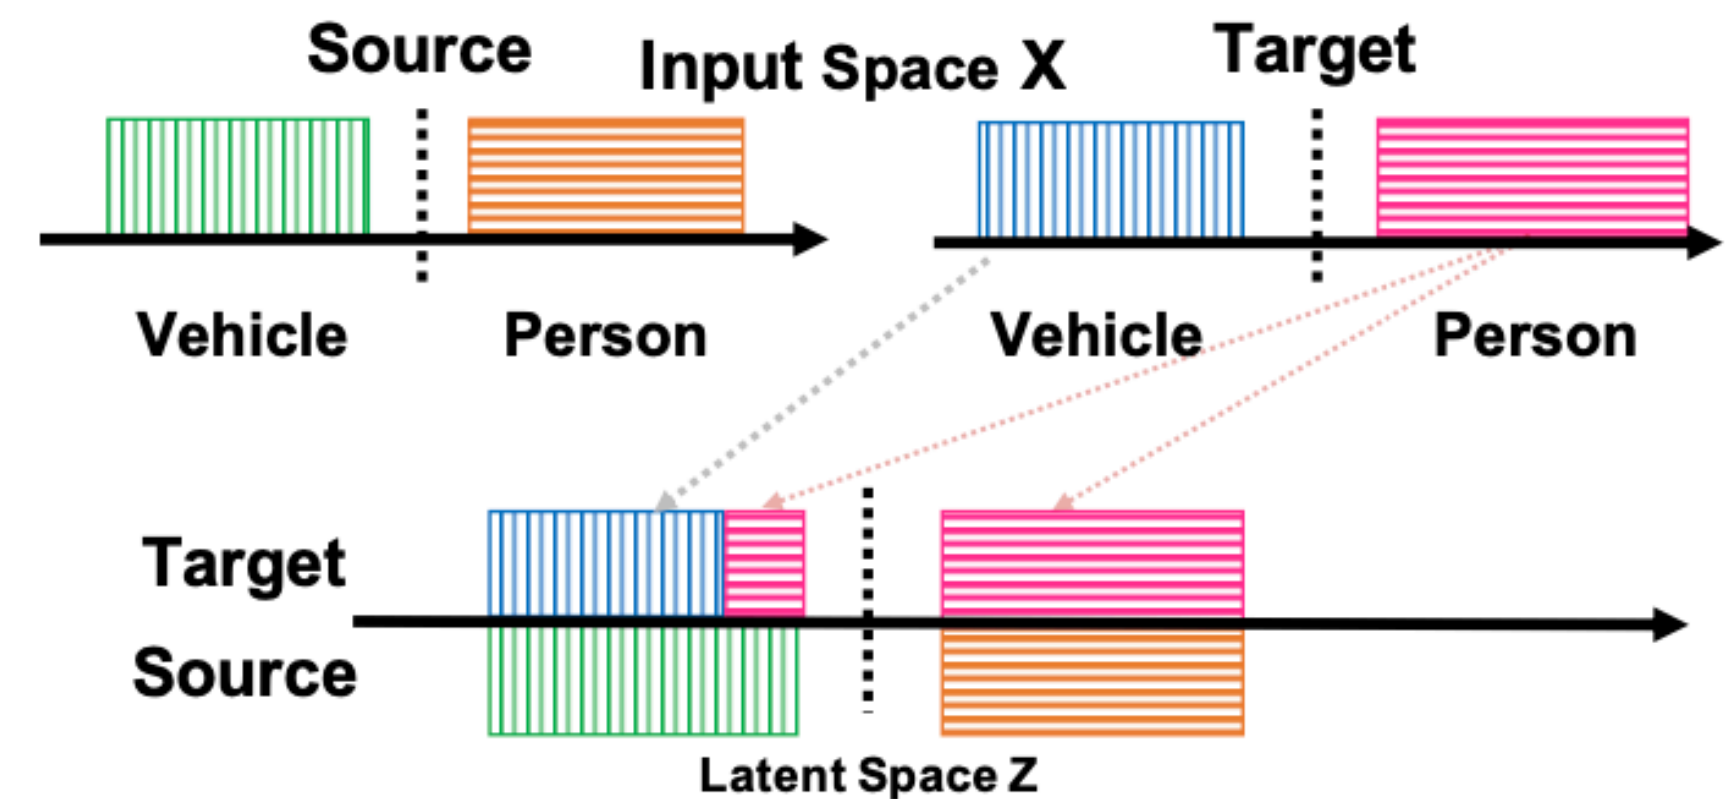 Source
Input Space X
Target
Vehicle
Person
Vehicle
Person
Target
Source
Latent Space Z